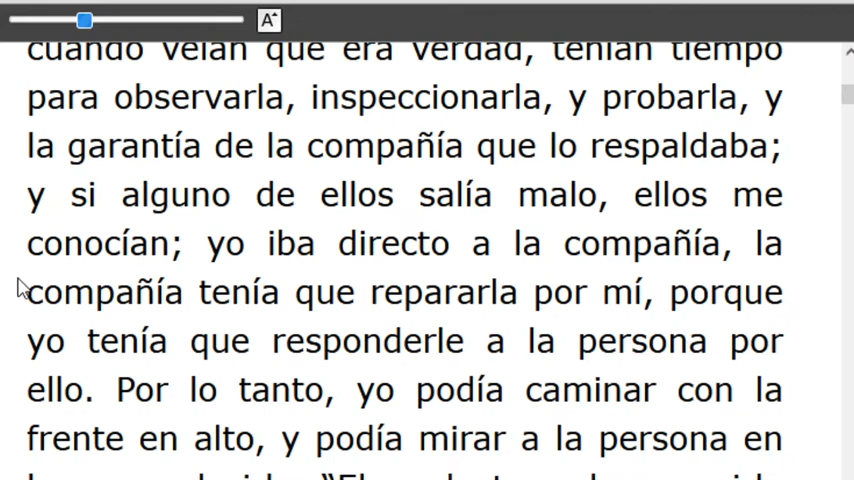 A
cuando veían que era verdad, tenían tiempo
para observarla, inspeccionarla, y probarla, y
la garantía de la compañía que lo respaldaba;
y si alguno de ellos salía malo, ellos me
conocían; yo iba directo a la compañía, la
compañía tenía que repararla por mí, porque
yo tenía que responderle a la persona por
ello. Por lo tanto, yo podía caminar con la
frente en alto, y podía mirar a la persona en